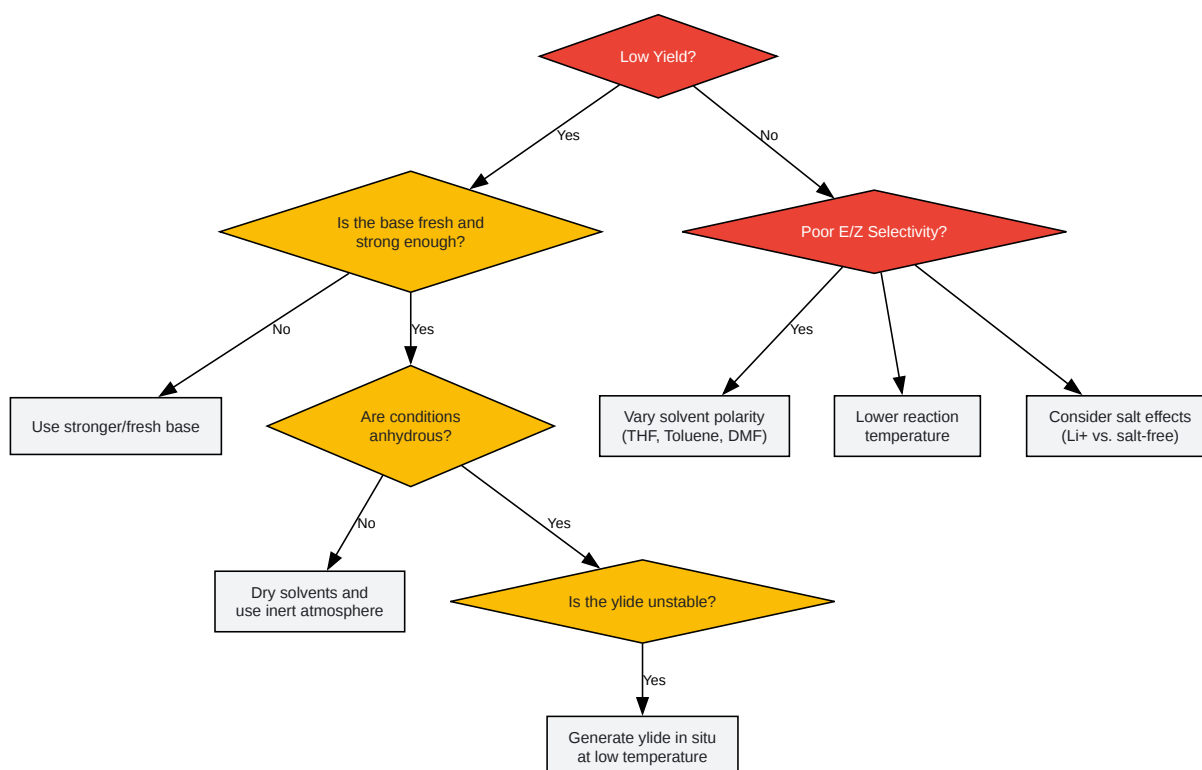 Low Yield?
Yes
No
Is the base fresh and
strong enough?
Poor E/Z Selectivity?
No
Yes
Yes
Use stronger/fresh base
Are conditions
anhydrous?
Vary solvent polarity
(THF, Toluene, DMF)
Lower reaction
temperature
Consider salt effects
(Li+ vs. salt-free)
No
Yes
Dry solvents and
use inert atmosphere
Is the ylide unstable?
Yes
Generate ylide in situ
at low temperature